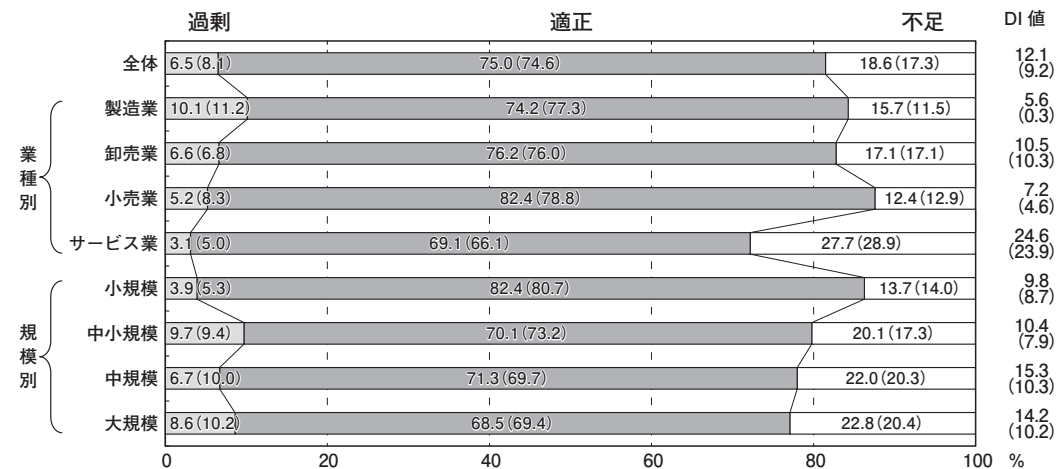 過剰 適正 不足 DI 値
全体 6.5(8.1) 75.0(74.6) 18.6(17.3) 12.1 (9.2)
業種別
製造業 10.1(11.2) 74.2(77.3) 15.7(11.5) 5.6 (0.3)
卸売業 6.6(6.8) 76.2(76.0) 17.1(17.1) 10.5 (10.3)
小売業 5.2(8.3) 82.4(78.8) 12.4(12.9) 7.2 (4.6)
サービス業 3.1(5.0) 69.1(66.1) 27.7(28.9) 24.6 (23.9)
規模別
小規模 3.9(5.3) 82.4(80.7) 13.7(14.0) 9.8 (8.7)
中小規模 9.7(9.4) 70.1(73.2) 20.1(17.3) 10.4 (7.9)
中規模 6.7(10.0) 71.3(69.7) 22.0(20.3) 15.3 (10.3)
大規模 8.6(10.2) 68.5(69.4) 22.8(20.4) 14.2 (10.2)
0 20 40 60 80 100 %